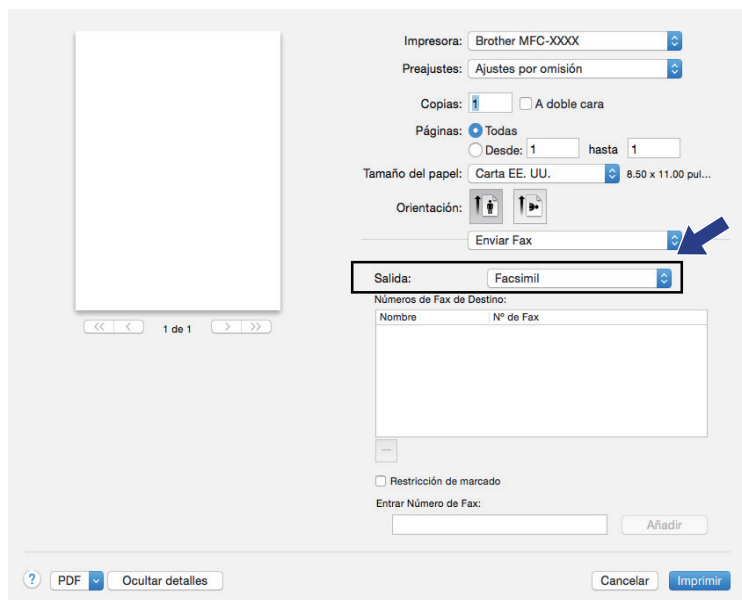 Impresora: Brother MFC-XXXX
Preajustes: Ajustes por omisión
Copias: 1 A doble cara
Páginas: Todas
Desde: 1 hasta 1
Tamaño del papel: Carta EE. UU. 8.50 x 11.00 pul...
Orientación:
Enviar Fax
Salida: Facsimil
Números de Fax de Destino:
Nombre Nº de Fax
1 de 1
Restricción de marcado
Entrar Número de Fax:
Añadir
? PDF Ocultar detalles Cancelar Imprimir